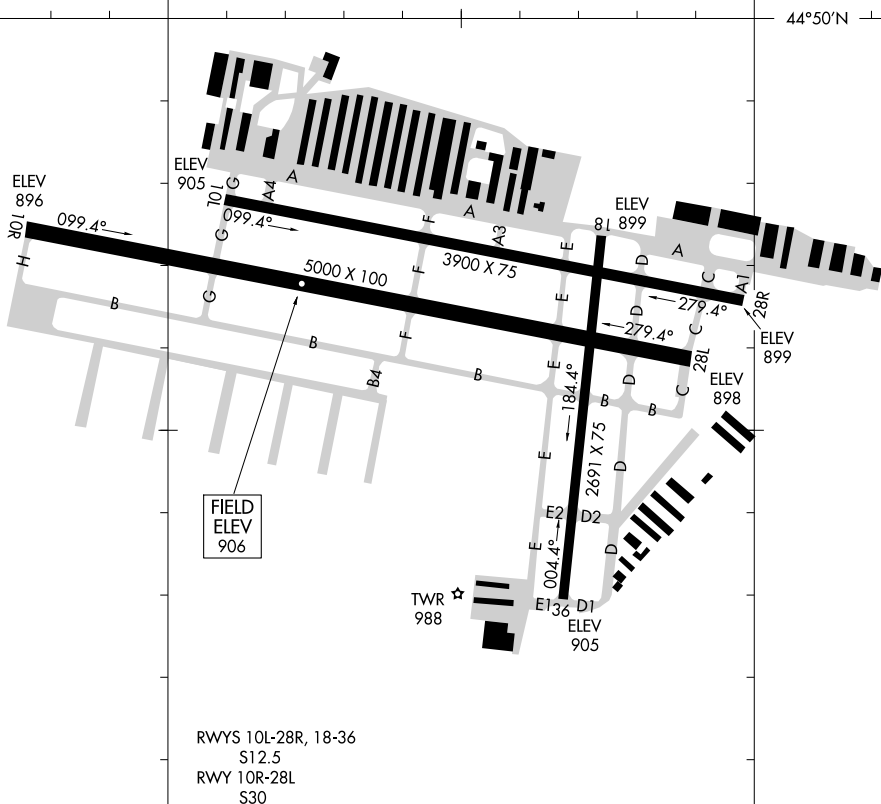 44°50'N
ELEV
896
10R
099.4°
H
ELEV
905
10L
G
A4
A
099.4°
G
G
F
A
A3
F
F
3900 X 75
5000 X 100
E
18
ELEV
899
D
A
C
A1
28R
279.4°
ELEV
899
E
D
279.4°
C
28L
ELEV
898
E
D
C
B
B
B4
B
B
B
184.4°
2691 X 75
E
D
E2
D2
E
D
004.4°
E1
36
D1
ELEV
905
FIELD
ELEV
906
TWR
988
RWYS 10L-28R, 18-36
S12.5
RWY 10R-28L
S30